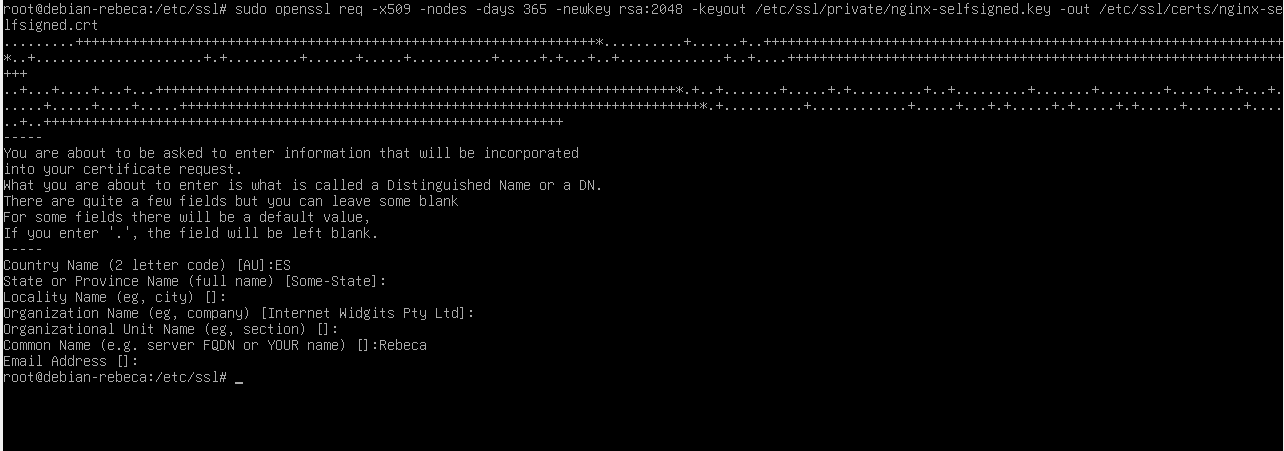 root@debian-rebeca:/etc/ssl# sudo openssl req -x509 -nodes -days 365 -newkey rsa:2048 -keyout /etc/ssl/private/nginx-selfsigned.key -out /etc/ssl/certs/nginx-se
lfsigned.crt
-----
You are about to be asked to enter information that will be incorporated
into your certificate request.
What you are about to enter is what is called a Distinguished Name or a DN.
There are quite a few fields but you can leave some blank
For some fields there will be a default value,
If you enter '.', the field will be left blank.
-----
Country Name (2 letter code) [AU]:ES
State or Province Name (full name) [Some-State]:
Locality Name (eg, city) []:
Organization Name (eg, company) [Internet Widgits Pty Ltd]:
Organizational Unit Name (eg, section) []:
Common Name (e.g. server FQDN or YOUR name) []:Rebeca
Email Address []:
root@debian-rebeca:/etc/ssl# _